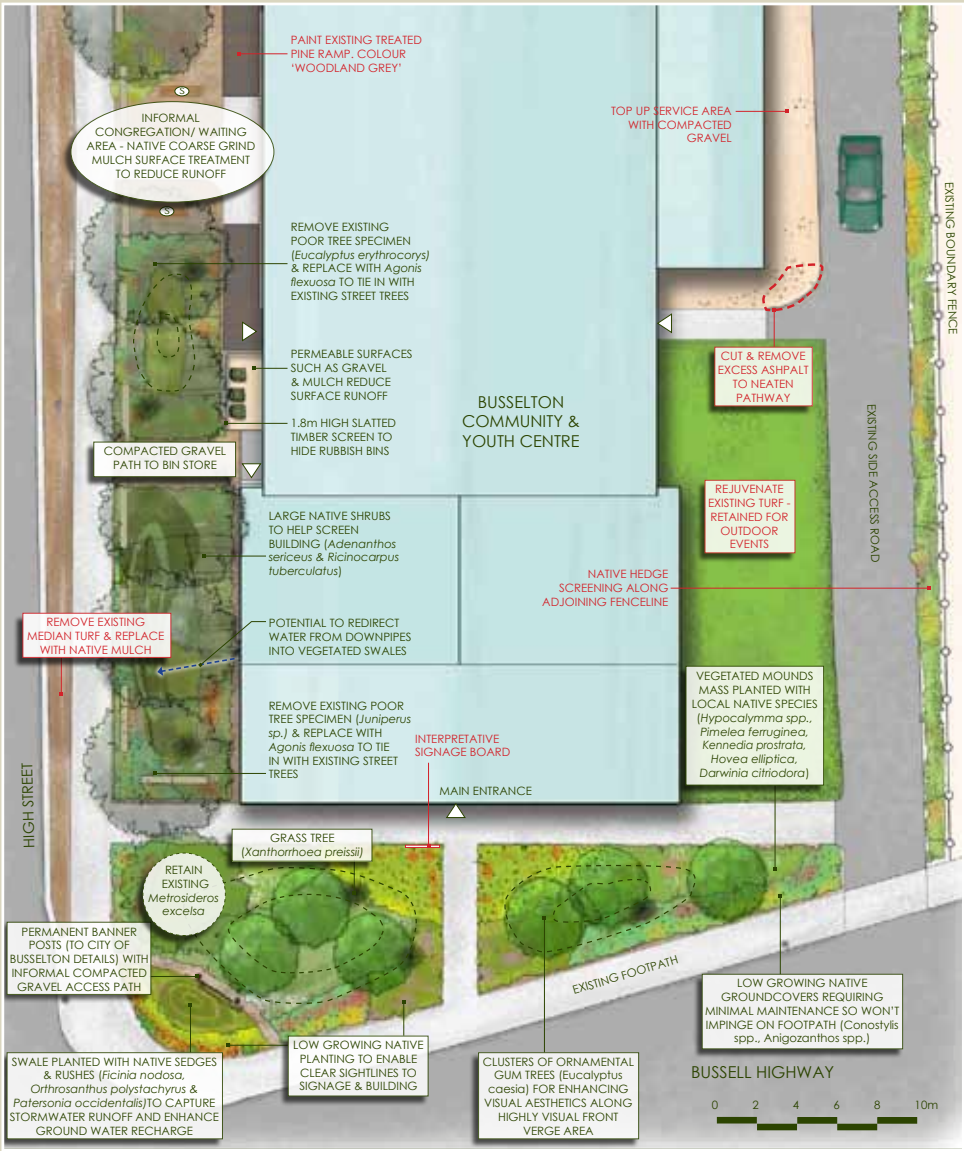 PAINT EXISTING TREATED
PINE RAMP. COLOUR
'WOODLAND GREY'
S
INFORMAL
CONGREGATION/ WAITING
AREA - NATIVE COARSE GRIND
MULCH SURFACE TREATMENT
TO REDUCE RUNOFF
S
TOP UP SERVICE AREA
WITH COMPACTED
GRAVEL
EXISTING BOUNDARY FENCE
REMOVE EXISTING
POOR TREE SPECIMEN
(Eucalyptus erythrocorys)
& REPLACE WITH Agonis
flexuosa TO TIE IN WITH
EXISTING STREET TREES
PERMEABLE SURFACES
SUCH AS GRAVEL
& MULCH REDUCE
SURFACE RUNOFF
1.8m HIGH SLATTED
TIMBER SCREEN TO
HIDE RUBBISH BINS
BUSSELTON
COMMUNITY &
YOUTH CENTRE
CUT & REMOVE
EXCESS ASHPALT
TO NEATEN
PATHWAY
EXISTING SIDE ACCESS ROAD
COMPACTED GRAVEL
PATH TO BIN STORE
REJUVENATE
EXISTING TURF -
RETAINED FOR
OUTDOOR
EVENTS
LARGE NATIVE SHRUBS
TO HELP SCREEN
BUILDING (Adenanthos
sericeus & Ricinocarpus
tuberculatus)
NATIVE HEDGE
SCREENING ALONG
ADJOINING FENCELINE
REMOVE EXISTING
MEDIAN TURF & REPLACE
WITH NATIVE MULCH
POTENTIAL TO REDIRECT
WATER FROM DOWNPIPES
INTO VEGETATED SWALES
REMOVE EXISTING POOR
TREE SPECIMEN (Juniperus
sp.) & REPLACE WITH
Agonis flexuosa TO TIE
IN WITH EXISTING STREET
TREES
INTERPRETATIVE
SIGNAGE BOARD
VEGETATED MOUNDS
MASS PLANTED WITH
LOCAL NATIVE SPECIES
(Hypocalymma spp.,
Pimelea ferruginea,
Kennedia prostrata,
Hovea elliptica,
Darwinia citriodora)
HIGH STREET
MAIN ENTRANCE
GRASS TREE
(Xanthorrhoea preissii)
RETAIN
EXISTING
Metrosideros
excelsa
PERMANENT BANNER
POSTS (TO CITY OF
BUSSELTON DETAILS) WITH
INFORMAL COMPACTED
GRAVEL ACCESS PATH
EXISTING FOOTPATH
LOW GROWING NATIVE
GROUNDCOVERS REQUIRING
MINIMAL MAINTENANCE SO WON'T
IMPINGE ON FOOTPATH (Conostylis
spp., Anigozanthos spp.)
SWALE PLANTED WITH NATIVE SEDGES
& RUSHES (Ficinia nodosa,
Orthrosanthus polystachyrus &
Patersonia occidentalis)TO CAPTURE
STORMWATER RUNOFF AND ENHANCE
GROUND WATER RECHARGE
LOW GROWING NATIVE
PLANTING TO ENABLE
CLEAR SIGHTLINES TO
SIGNAGE & BUILDING
CLUSTERS OF ORNAMENTAL
GUM TREES (Eucalyptus
caesia) FOR ENHANCING
VISUAL AESTHETICS ALONG
HIGHLY VISUAL FRONT
VERGE AREA
BUSSELL HIGHWAY
0 2 4 6 8 10m